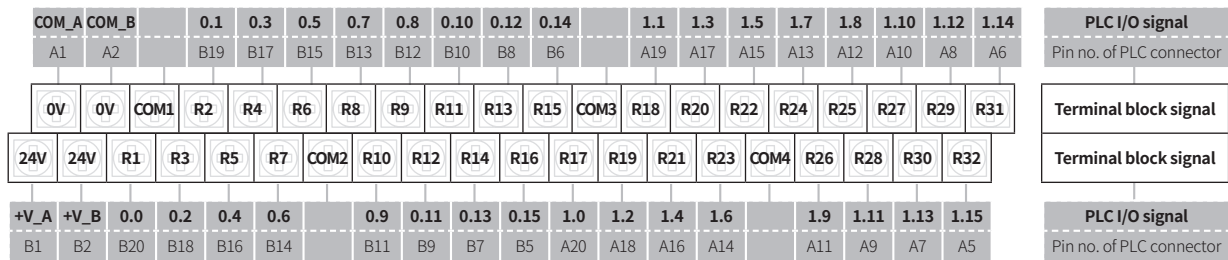 COM_A COM_B 0.1 0.3 0.5 0.7 0.8 0.10 0.12 0.14 1.1 1.3 1.5 1.7 1.8 1.10 1.12 1.14 PLC I/O signal
A1 A2 B19 B17 B15 B13 B12 B10 B8 B6 A19 A17 A15 A13 A12 A10 A8 A6 Pin no. of PLC connector
0V 0V COM1 R2 R4 R6 R8 R9 R11 R13 R15 COM3 R18 R20 R22 R24 R25 R27 R29 R31 Terminal block signal
24V 24V R1 R3 R5 R7 COM2 R10 R12 R14 R16 R17 R19 R21 R23 COM4 R26 R28 R30 R32 Terminal block signal
+V_A +V_B 0.0 0.2 0.4 0.6 0.9 0.11 0.13 0.15 1.0 1.2 1.4 1.6 1.9 1.11 1.13 1.15 PLC I/O signal
B1 B2 B20 B18 B16 B14 B11 B9 B7 B5 A20 A18 A16 A14 A11 A9 A7 A5 Pin no. of PLC connector